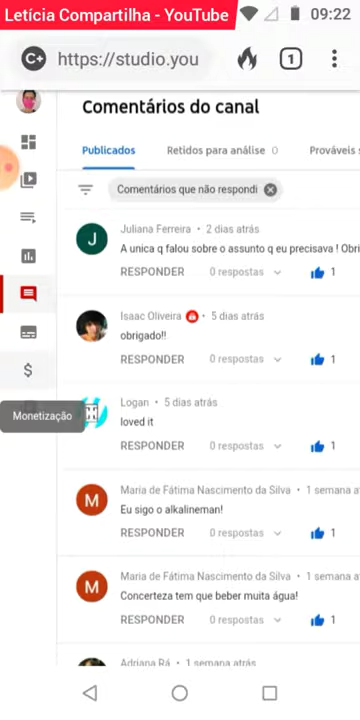 Letícia Compartilha - YouTube
09:22
https://studio.you
1
Comentários do canal
Publicados Retidos para análise 0 Prováveis s
Comentários que não respondi
J
Juliana Ferreira • 2 dias atrás
A unica q falou sobre o assunto q eu precisava ! Obri
RESPONDER 0 respostas 1
Isaac Oliveira • 5 dias atrás
obrigado!!
RESPONDER 0 respostas 1
Logan • 5 dias atrás
loved it
RESPONDER 0 respostas 1
Monetização
M
Maria de Fátima Nascimento da Silva • 1 semana a
Eu sigo o alkalineman!
RESPONDER 0 respostas 1
M
Maria de Fátima Nascimento da Silva • 1 semana a
Concerteza tem que beber muita água!
RESPONDER 0 respostas 1
Adriana Rá • 1 semana atrás